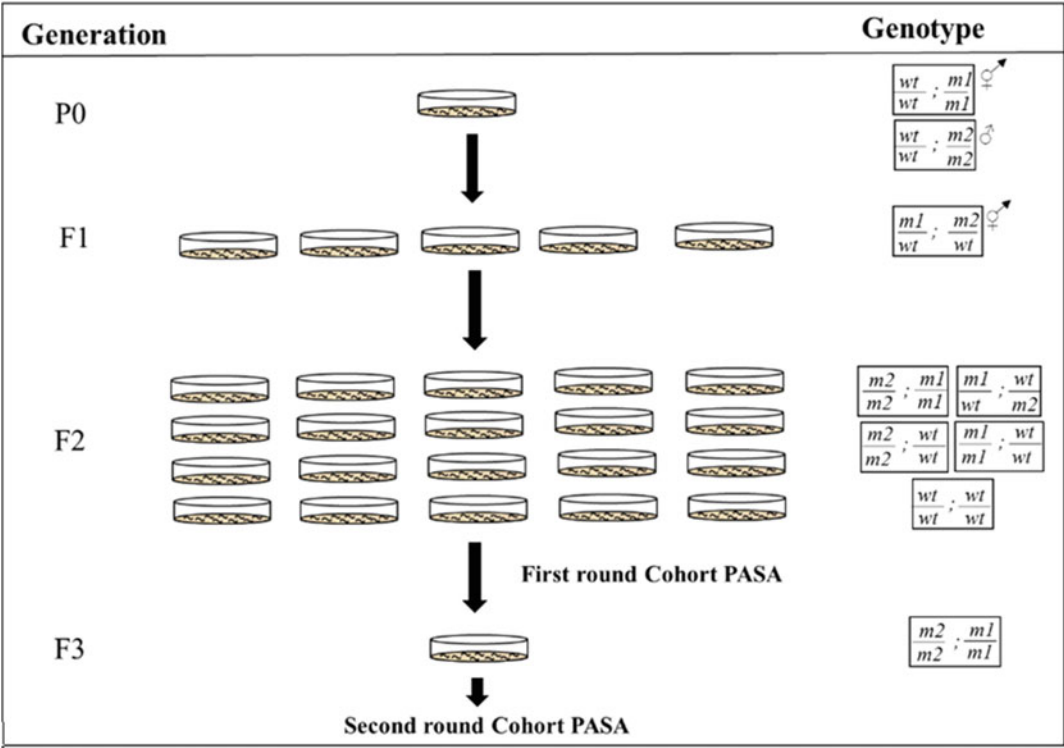 Generation Genotype
P0
wt/wt ; m1/m1 ⚥
wt/wt ; m2/m2 ♂
F1
m1/wt ; m2/wt ⚥
F2
m2/m2 ; m1/m1 m1/wt ; wt/m2
m2/m2 ; wt/wt m1/m1 ; wt/wt
wt/wt ; wt/wt
First round Cohort PASA
F3
m2/m2 ; m1/m1
Second round Cohort PASA